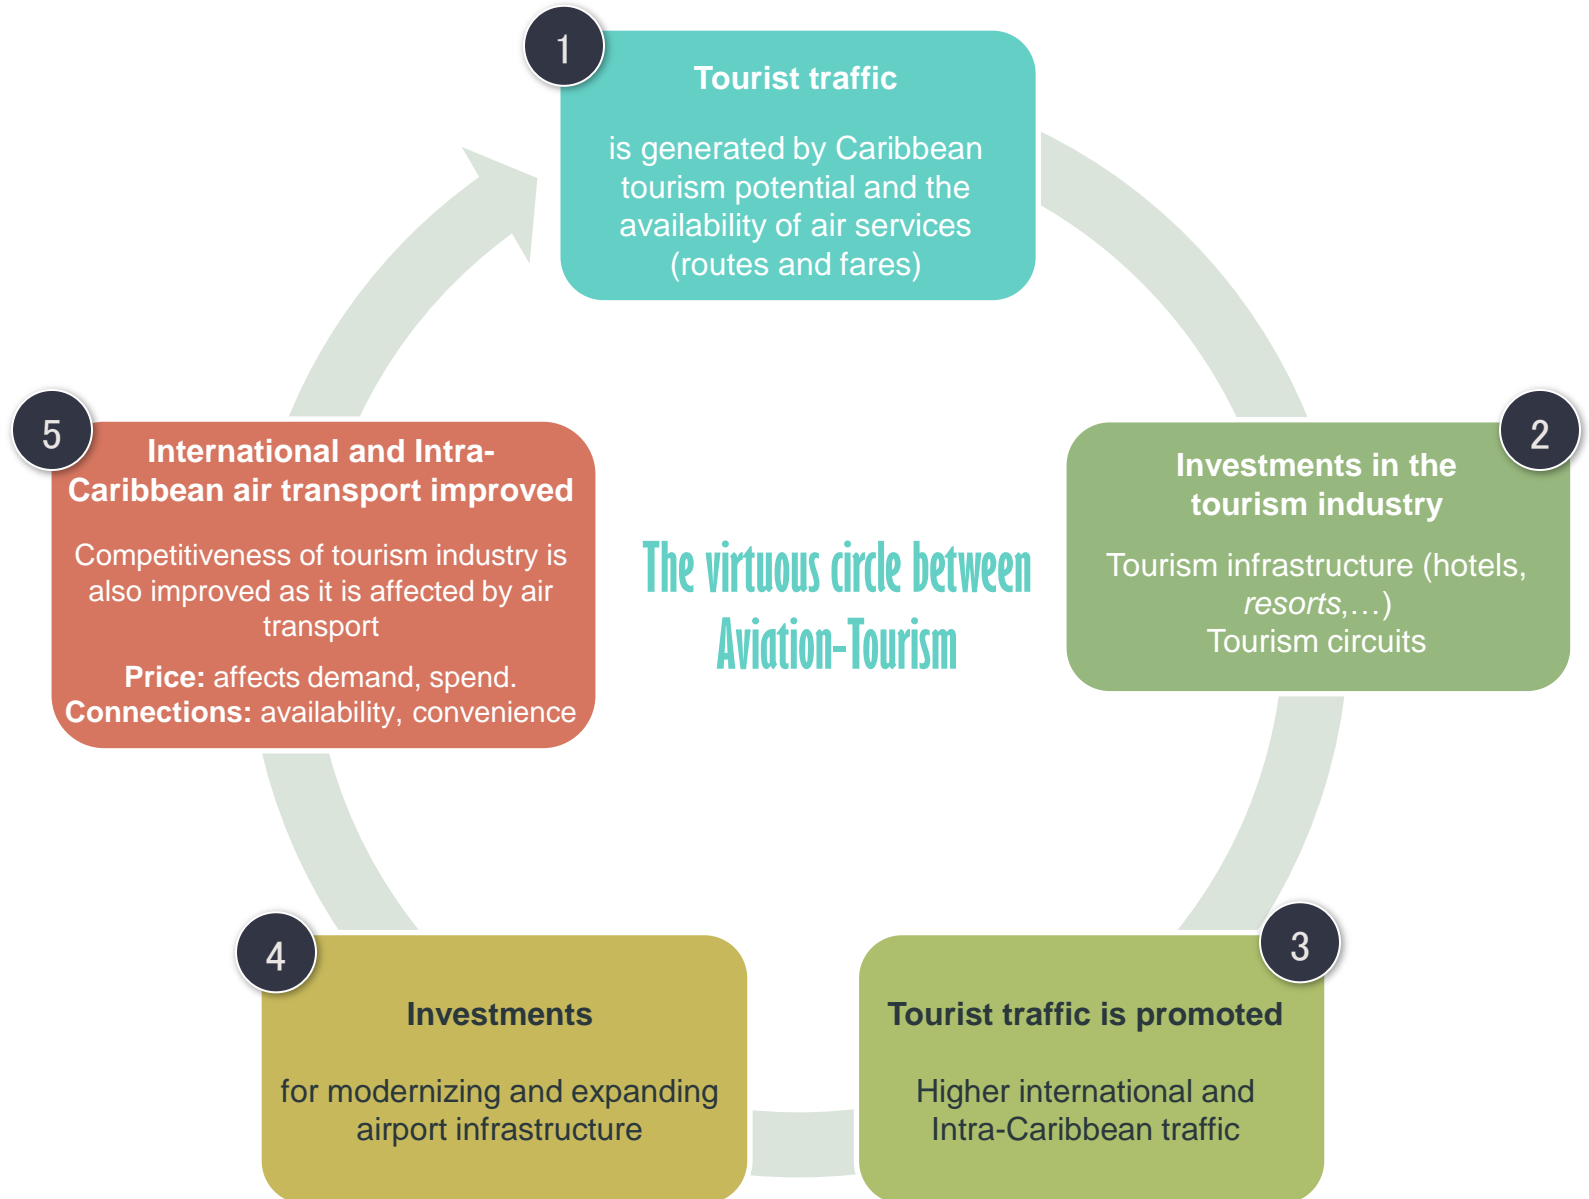 1
Tourist traffic
is generated by Caribbean
tourism potential and the
availability of air services
(routes and fares)
2
Investments in the
tourism industry
Tourism infrastructure (hotels,
resorts,…)
Tourism circuits
3
Tourist traffic is promoted
Higher international and
Intra-Caribbean traffic
4
Investments
for modernizing and expanding
airport infrastructure
5
International and Intra-
Caribbean air transport improved
Competitiveness of tourism industry is
also improved as it is affected by air
transport
Price: affects demand, spend.
Connections: availability, convenience
The virtuous circle between
Aviation-Tourism